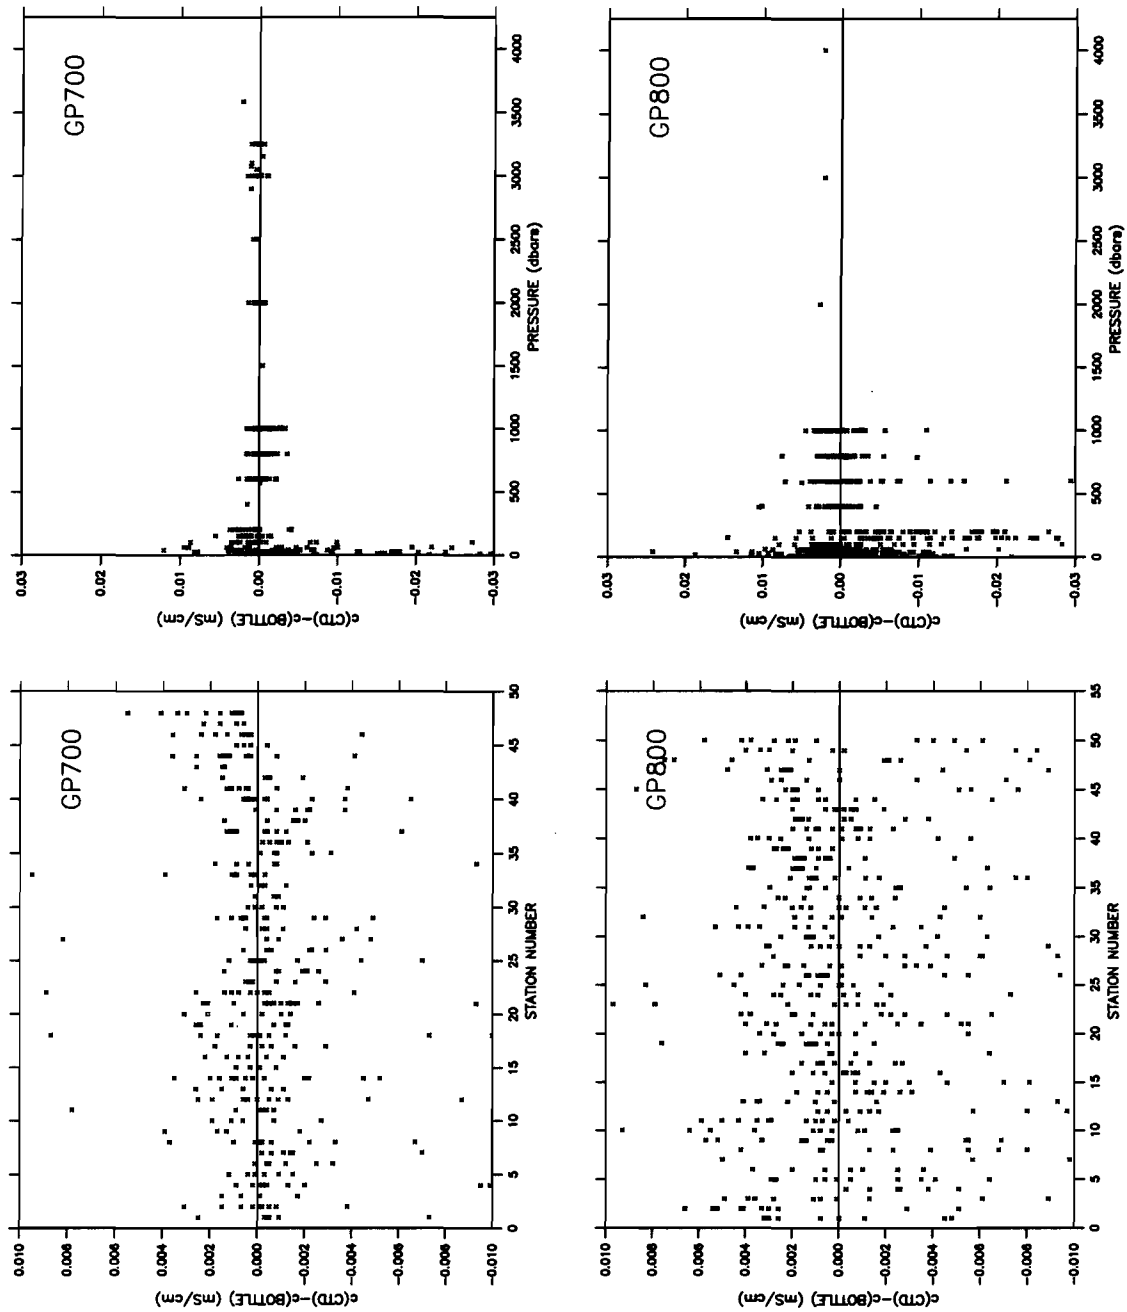 GP700
0.010
0.008
0.006
0.004
0.002
0.000
-0.002
-0.004
-0.006
-0.008
-0.010
c(CTD)-c(BOTTLE) (mS/cm)
0 5 10 15 20 25 30 35 40 45 50
STATION NUMBER
GP700
0.03
0.02
0.01
0.00
-0.01
-0.02
-0.03
c(CTD)-c(BOTTLE) (mS/cm)
0 500 1000 1500 2000 2500 3000 3500 4000
PRESSURE (dbars)
GP800
0.010
0.008
0.006
0.004
0.002
0.000
-0.002
-0.004
-0.006
-0.008
-0.010
c(CTD)-c(BOTTLE) (mS/cm)
0 5 10 15 20 25 30 35 40 45 50 55
STATION NUMBER
GP800
0.03
0.02
0.01
0.00
-0.01
-0.02
-0.03
c(CTD)-c(BOTTLE) (mS/cm)
0 500 1000 1500 2000 2500 3000 3500 4000
PRESSURE (dbars)